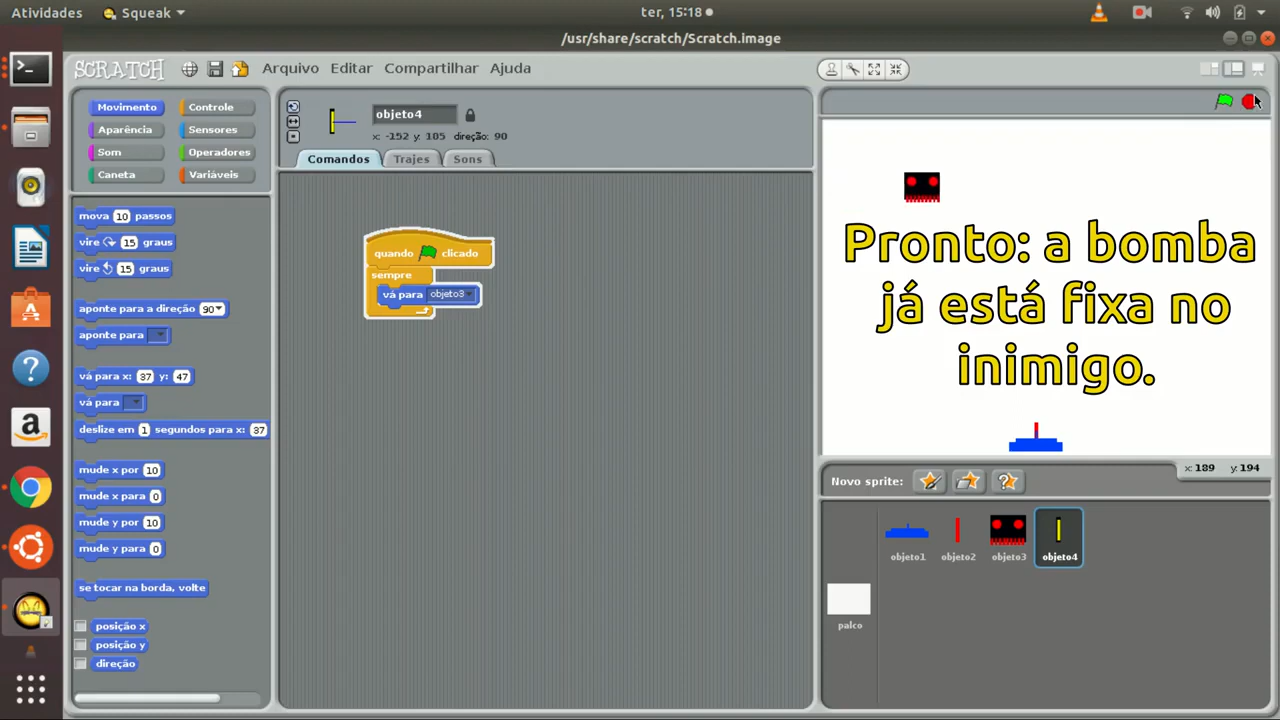 Atividades
Squeak
ter, 15:18
/usr/share/scratch/Scratch.image
SCRATCH
Arquivo Editar Compartilhar Ajuda
Movimento Controle
Aparência Sensores
Som Operadores
Caneta Variáveis
mova 10 passos
vire 15 graus
vire 15 graus
aponte para a direção 90
aponte para
vá para x: 37 y: 47
vá para
deslize em 1 segundos para x: 37
mude x por 10
mude x para 0
mude y por 10
mude y para 0
se tocar na borda, volte
posição x
posição y
direção
objeto4
x: -152 y: 105 direção: 90
Comandos Trajes Sons
quando clicado
sempre
vá para objeto3
Pronto: a bomba
já está fixa no
inimigo.
x: 189 y: 194
Novo sprite:
objeto1 objeto2 objeto3 objeto4
palco